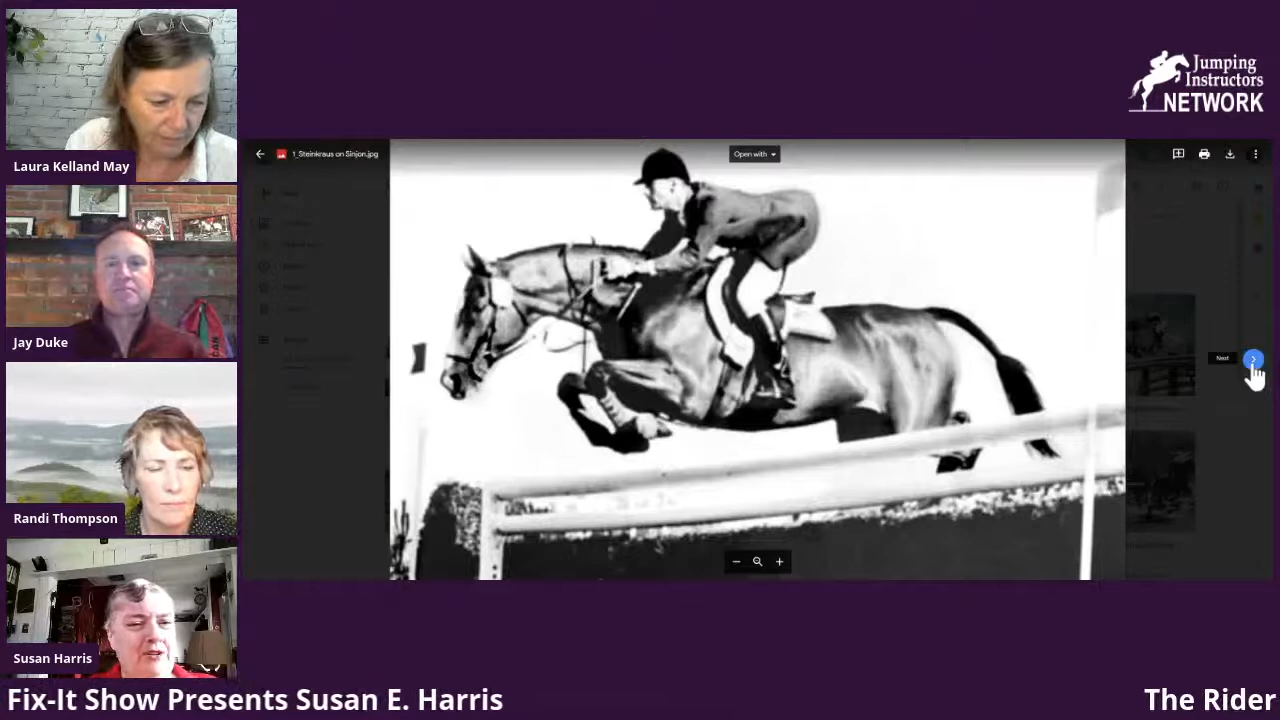 Laura Kelland May
Jay Duke
Randi Thompson
Susan Harris
Jumping
Instructors
NETWORK
1_Steinkraus on Sinjon.jpg
Open with
Next
Fix-It Show Presents Susan E. Harris
The Rider